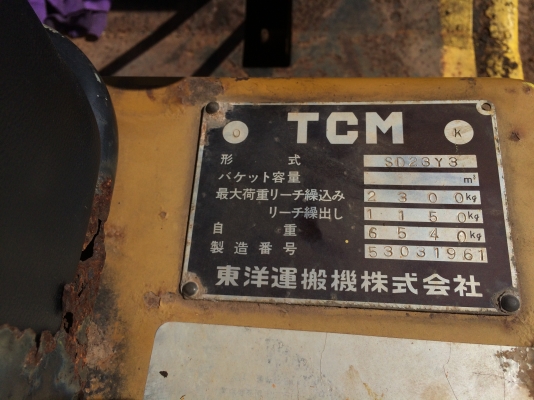 TCM
O K
形式 SD23Y3
バケット容量 m³
最大荷重リーチ繰込み 2300kg
リーチ繰出し 1150kg
自重 6540kg
製造番号 53031961
東洋運搬機株式会社